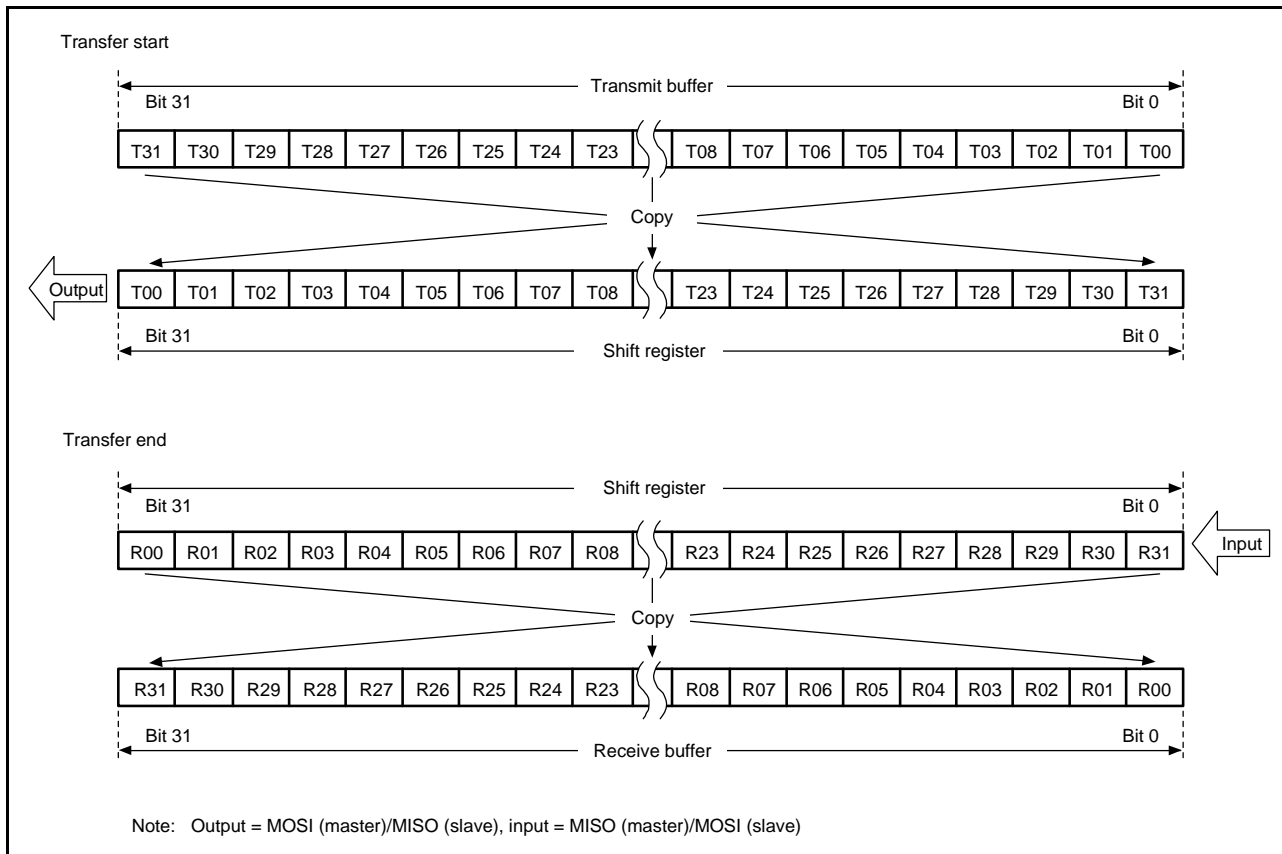 Transfer start
Transmit buffer
Bit 31 Bit 0
T31 T30 T29 T28 T27 T26 T25 T24 T23 T08 T07 T06 T05 T04 T03 T02 T01 T00
Copy
Output T00 T01 T02 T03 T04 T05 T06 T07 T08 T23 T24 T25 T26 T27 T28 T29 T30 T31
Bit 31 Bit 0
Shift register
Transfer end
Shift register
Bit 31 Bit 0
R00 R01 R02 R03 R04 R05 R06 R07 R08 R23 R24 R25 R26 R27 R28 R29 R30 R31 Input
Copy
R31 R30 R29 R28 R27 R26 R25 R24 R23 R08 R07 R06 R05 R04 R03 R02 R01 R00
Bit 31 Bit 0
Receive buffer
Note: Output = MOSI (master)/MISO (slave), input = MISO (master)/MOSI (slave)